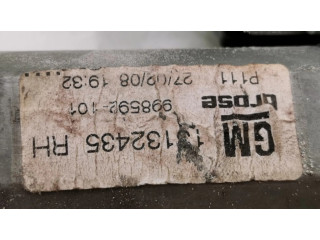 GM
brose
P111
13132435 RH
998592-101
27/02/08 19:32